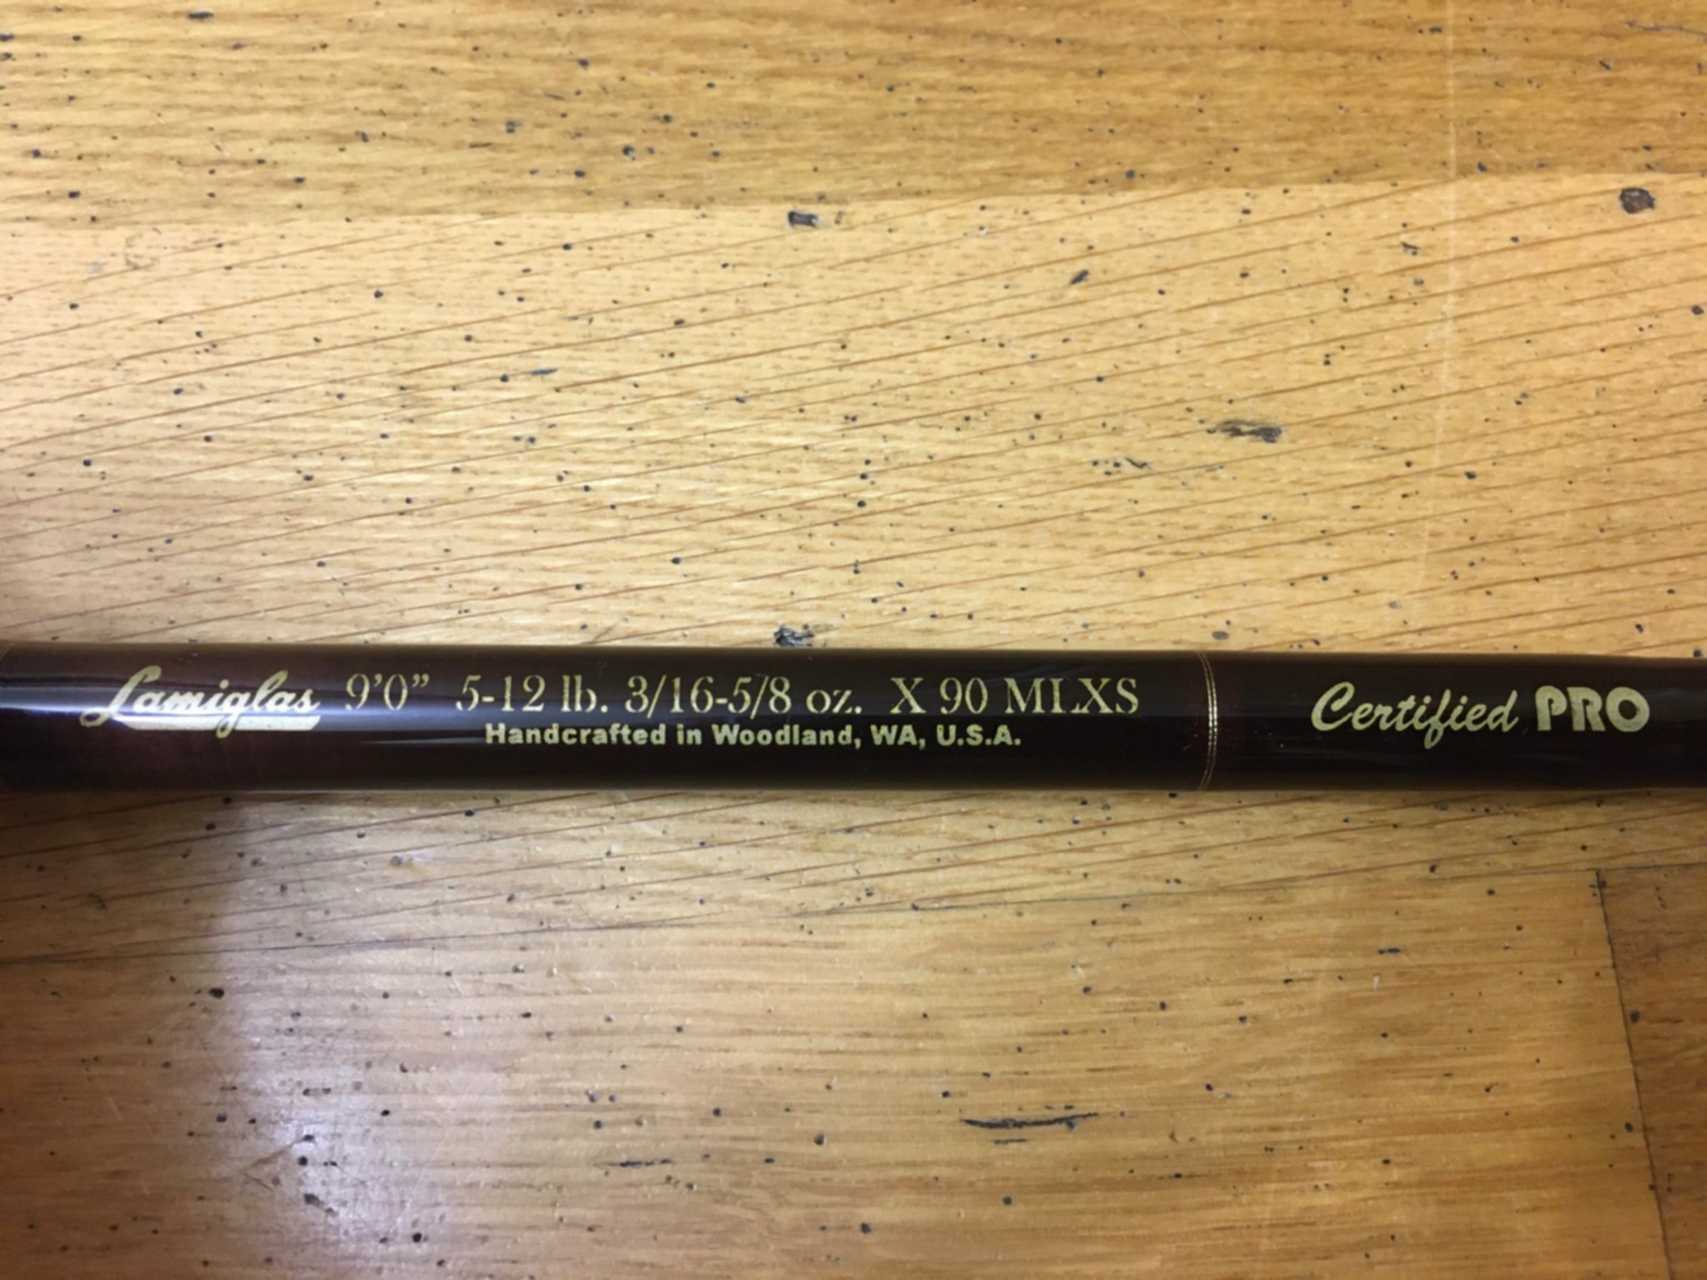 Lamiglas 9'0" 5-12 lb. 3/16-5/8 oz. X 90 MLXS
Handcrafted in Woodland, WA, U.S.A.
Certified PRO